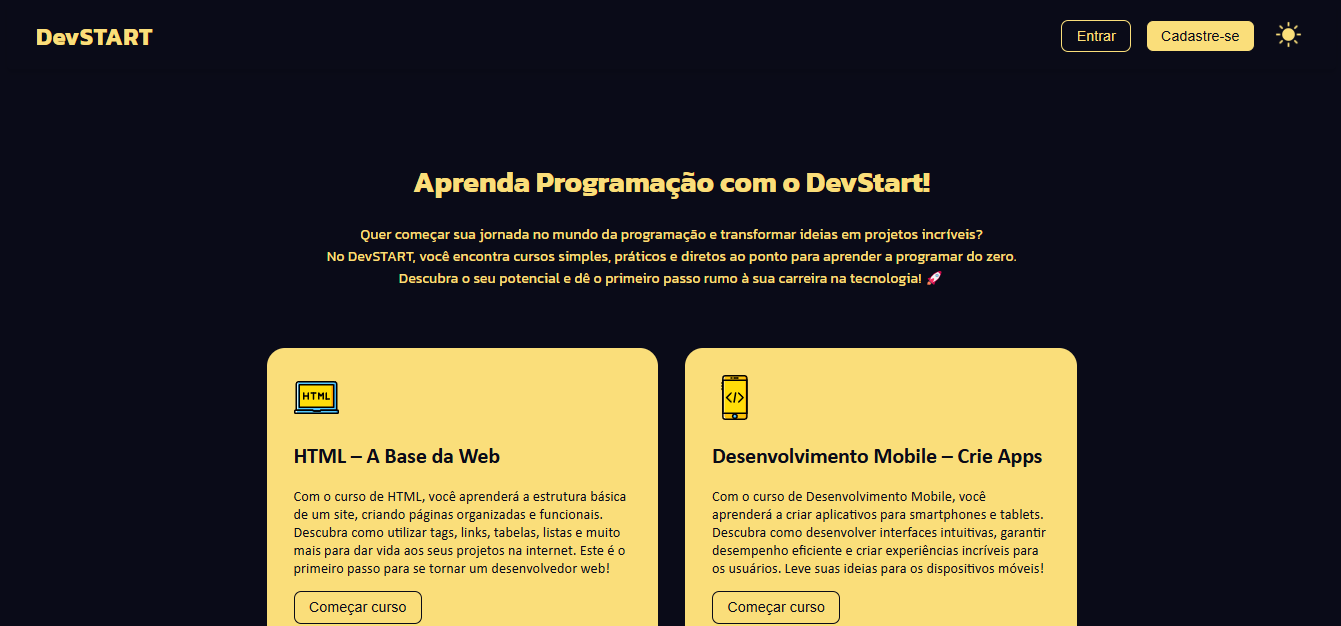 DevSTART
Entrar
Cadastre-se
Aprenda Programação com o DevStart!
Quer começar sua jornada no mundo da programação e transformar ideias em projetos incríveis?
No DevSTART, você encontra cursos simples, práticos e diretos ao ponto para aprender a programar do zero.
Descubra o seu potencial e dê o primeiro passo rumo à sua carreira na tecnologia! 🚀
HTML
HTML – A Base da Web
Com o curso de HTML, você aprenderá a estrutura básica
de um site, criando páginas organizadas e funcionais.
Descubra como utilizar tags, links, tabelas, listas e muito
mais para dar vida aos seus projetos na internet. Este é o
primeiro passo para se tornar um desenvolvedor web!
Começar curso
</>
Desenvolvimento Mobile – Crie Apps
Com o curso de Desenvolvimento Mobile, você
aprenderá a criar aplicativos para smartphones e tablets.
Descubra como desenvolver interfaces intuitivas, garantir
desempenho eficiente e criar experiências incríveis para
os usuários. Leve suas ideias para os dispositivos móveis!
Começar curso